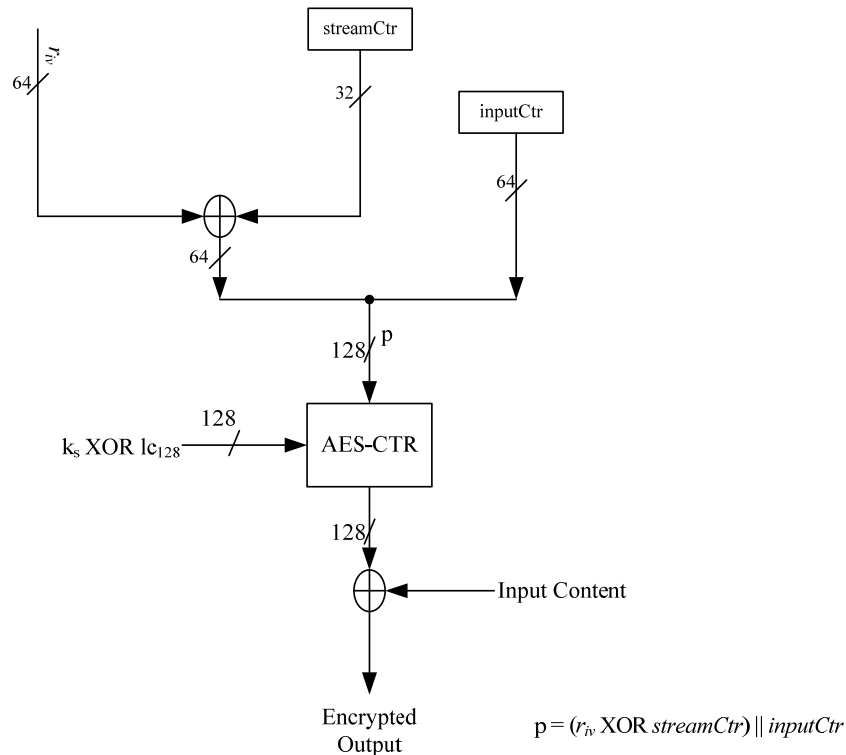 streamCtr
r_iv
64
32
inputCtr
64
64
p
128
128
AES-CTR
k_s XOR lc_128
128
Input Content
Encrypted
Output
p = (r_iv XOR streamCtr) || inputCtr